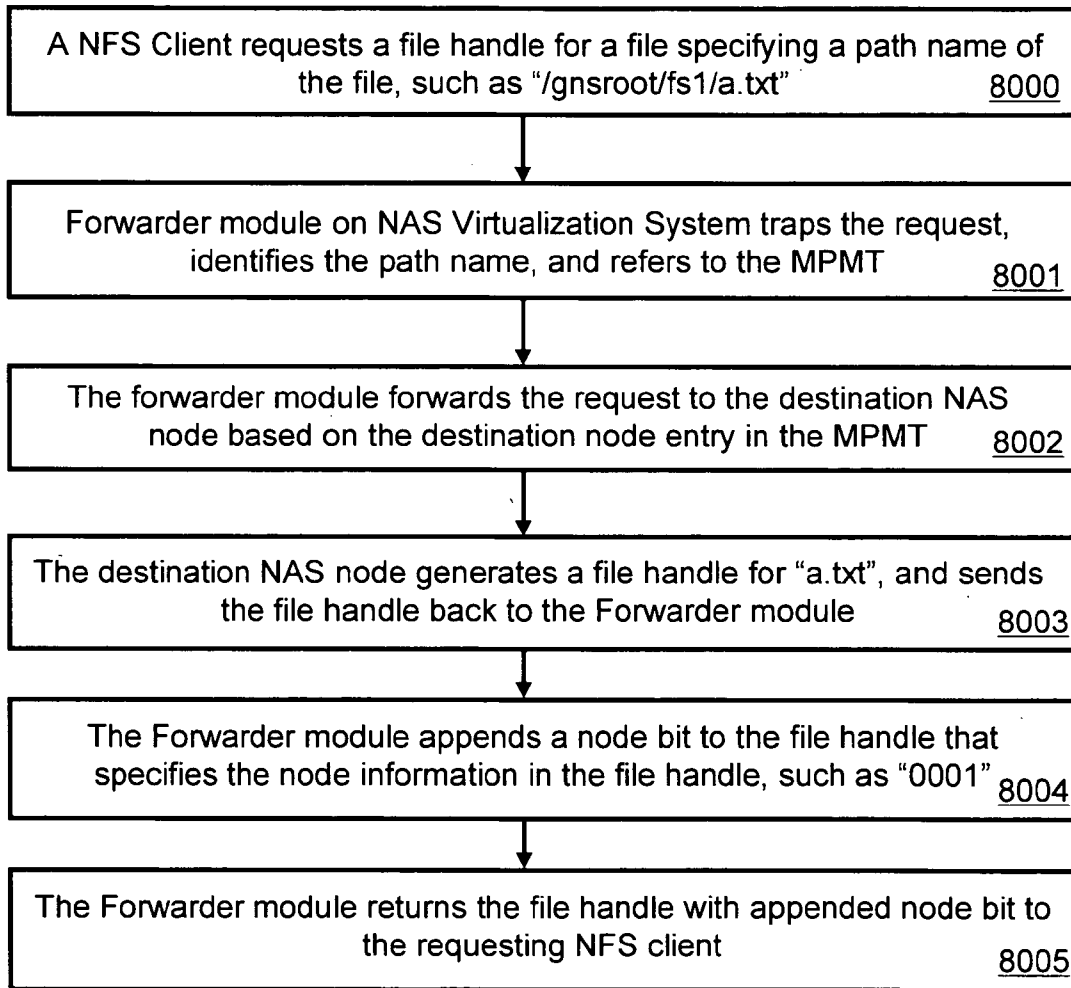 A NFS Client requests a file handle for a file specifying a path name of
the file, such as “/gnsroot/fs1/a.txt”
8000
Forwarder module on NAS Virtualization System traps the request,
identifies the path name, and refers to the MPMT
8001
The forwarder module forwards the request to the destination NAS
node based on the destination node entry in the MPMT
8002
The destination NAS node generates a file handle for “a.txt”, and sends
the file handle back to the Forwarder module
8003
The Forwarder module appends a node bit to the file handle that
specifies the node information in the file handle, such as “0001”
8004
The Forwarder module returns the file handle with appended node bit to
the requesting NFS client
8005